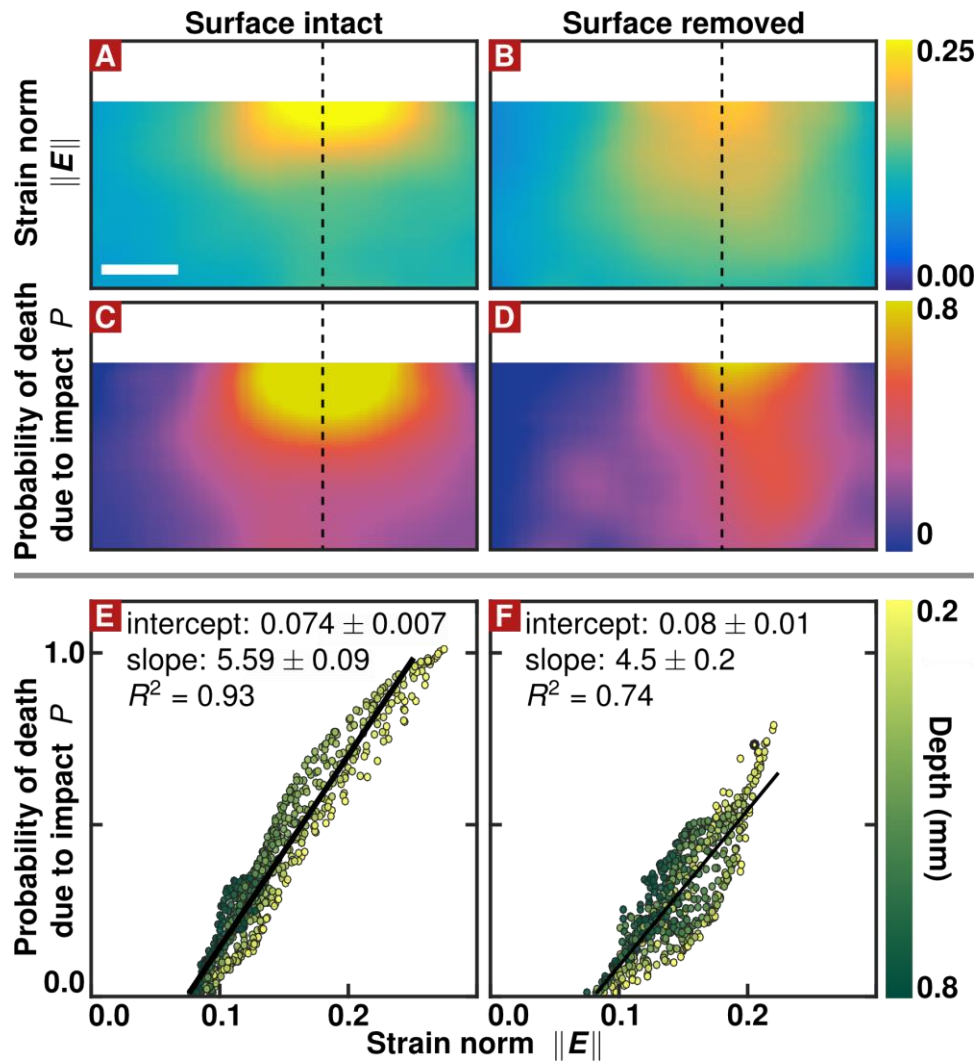 Surface intact
Surface removed
A
B
Strain norm
||E||
0.25
0.00
C
D
Probability of death
due to impact P
0.8
0
E
intercept: 0.074 ± 0.007
slope: 5.59 ± 0.09
R² = 0.93
F
intercept: 0.08 ± 0.01
slope: 4.5 ± 0.2
R² = 0.74
Probability of death
due to impact P
1.0
0.0
0.2
Depth (mm)
0.8
0.0
0.1
0.2
0.0
0.1
0.2
Strain norm ||E||